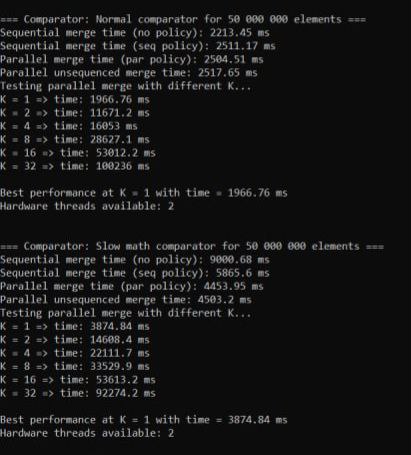 === Comparator: Normal comparator for 50 000 000 elements ===
Sequential merge time (no policy): 2213.45 ms
Sequential merge time (seq policy): 2511.17 ms
Parallel merge time (par policy): 2504.51 ms
Parallel unsequenced merge time: 2517.65 ms
Testing parallel merge with different K...
K = 1 => time: 1966.76 ms
K = 2 => time: 11671.2 ms
K = 4 => time: 16053 ms
K = 8 => time: 28627.1 ms
K = 16 => time: 53012.2 ms
K = 32 => time: 100236 ms
Best performance at K = 1 with time = 1966.76 ms
Hardware threads available: 2
=== Comparator: Slow math comparator for 50 000 000 elements ===
Sequential merge time (no policy): 9000.68 ms
Sequential merge time (seq policy): 5865.6 ms
Parallel merge time (par policy): 4453.95 ms
Parallel unsequenced merge time: 4503.2 ms
Testing parallel merge with different K...
K = 1 => time: 3874.84 ms
K = 2 => time: 14608.4 ms
K = 4 => time: 22111.7 ms
K = 8 => time: 33529.9 ms
K = 16 => time: 53613.2 ms
K = 32 => time: 92274.2 ms
Best performance at K = 1 with time = 3874.84 ms
Hardware threads available: 2